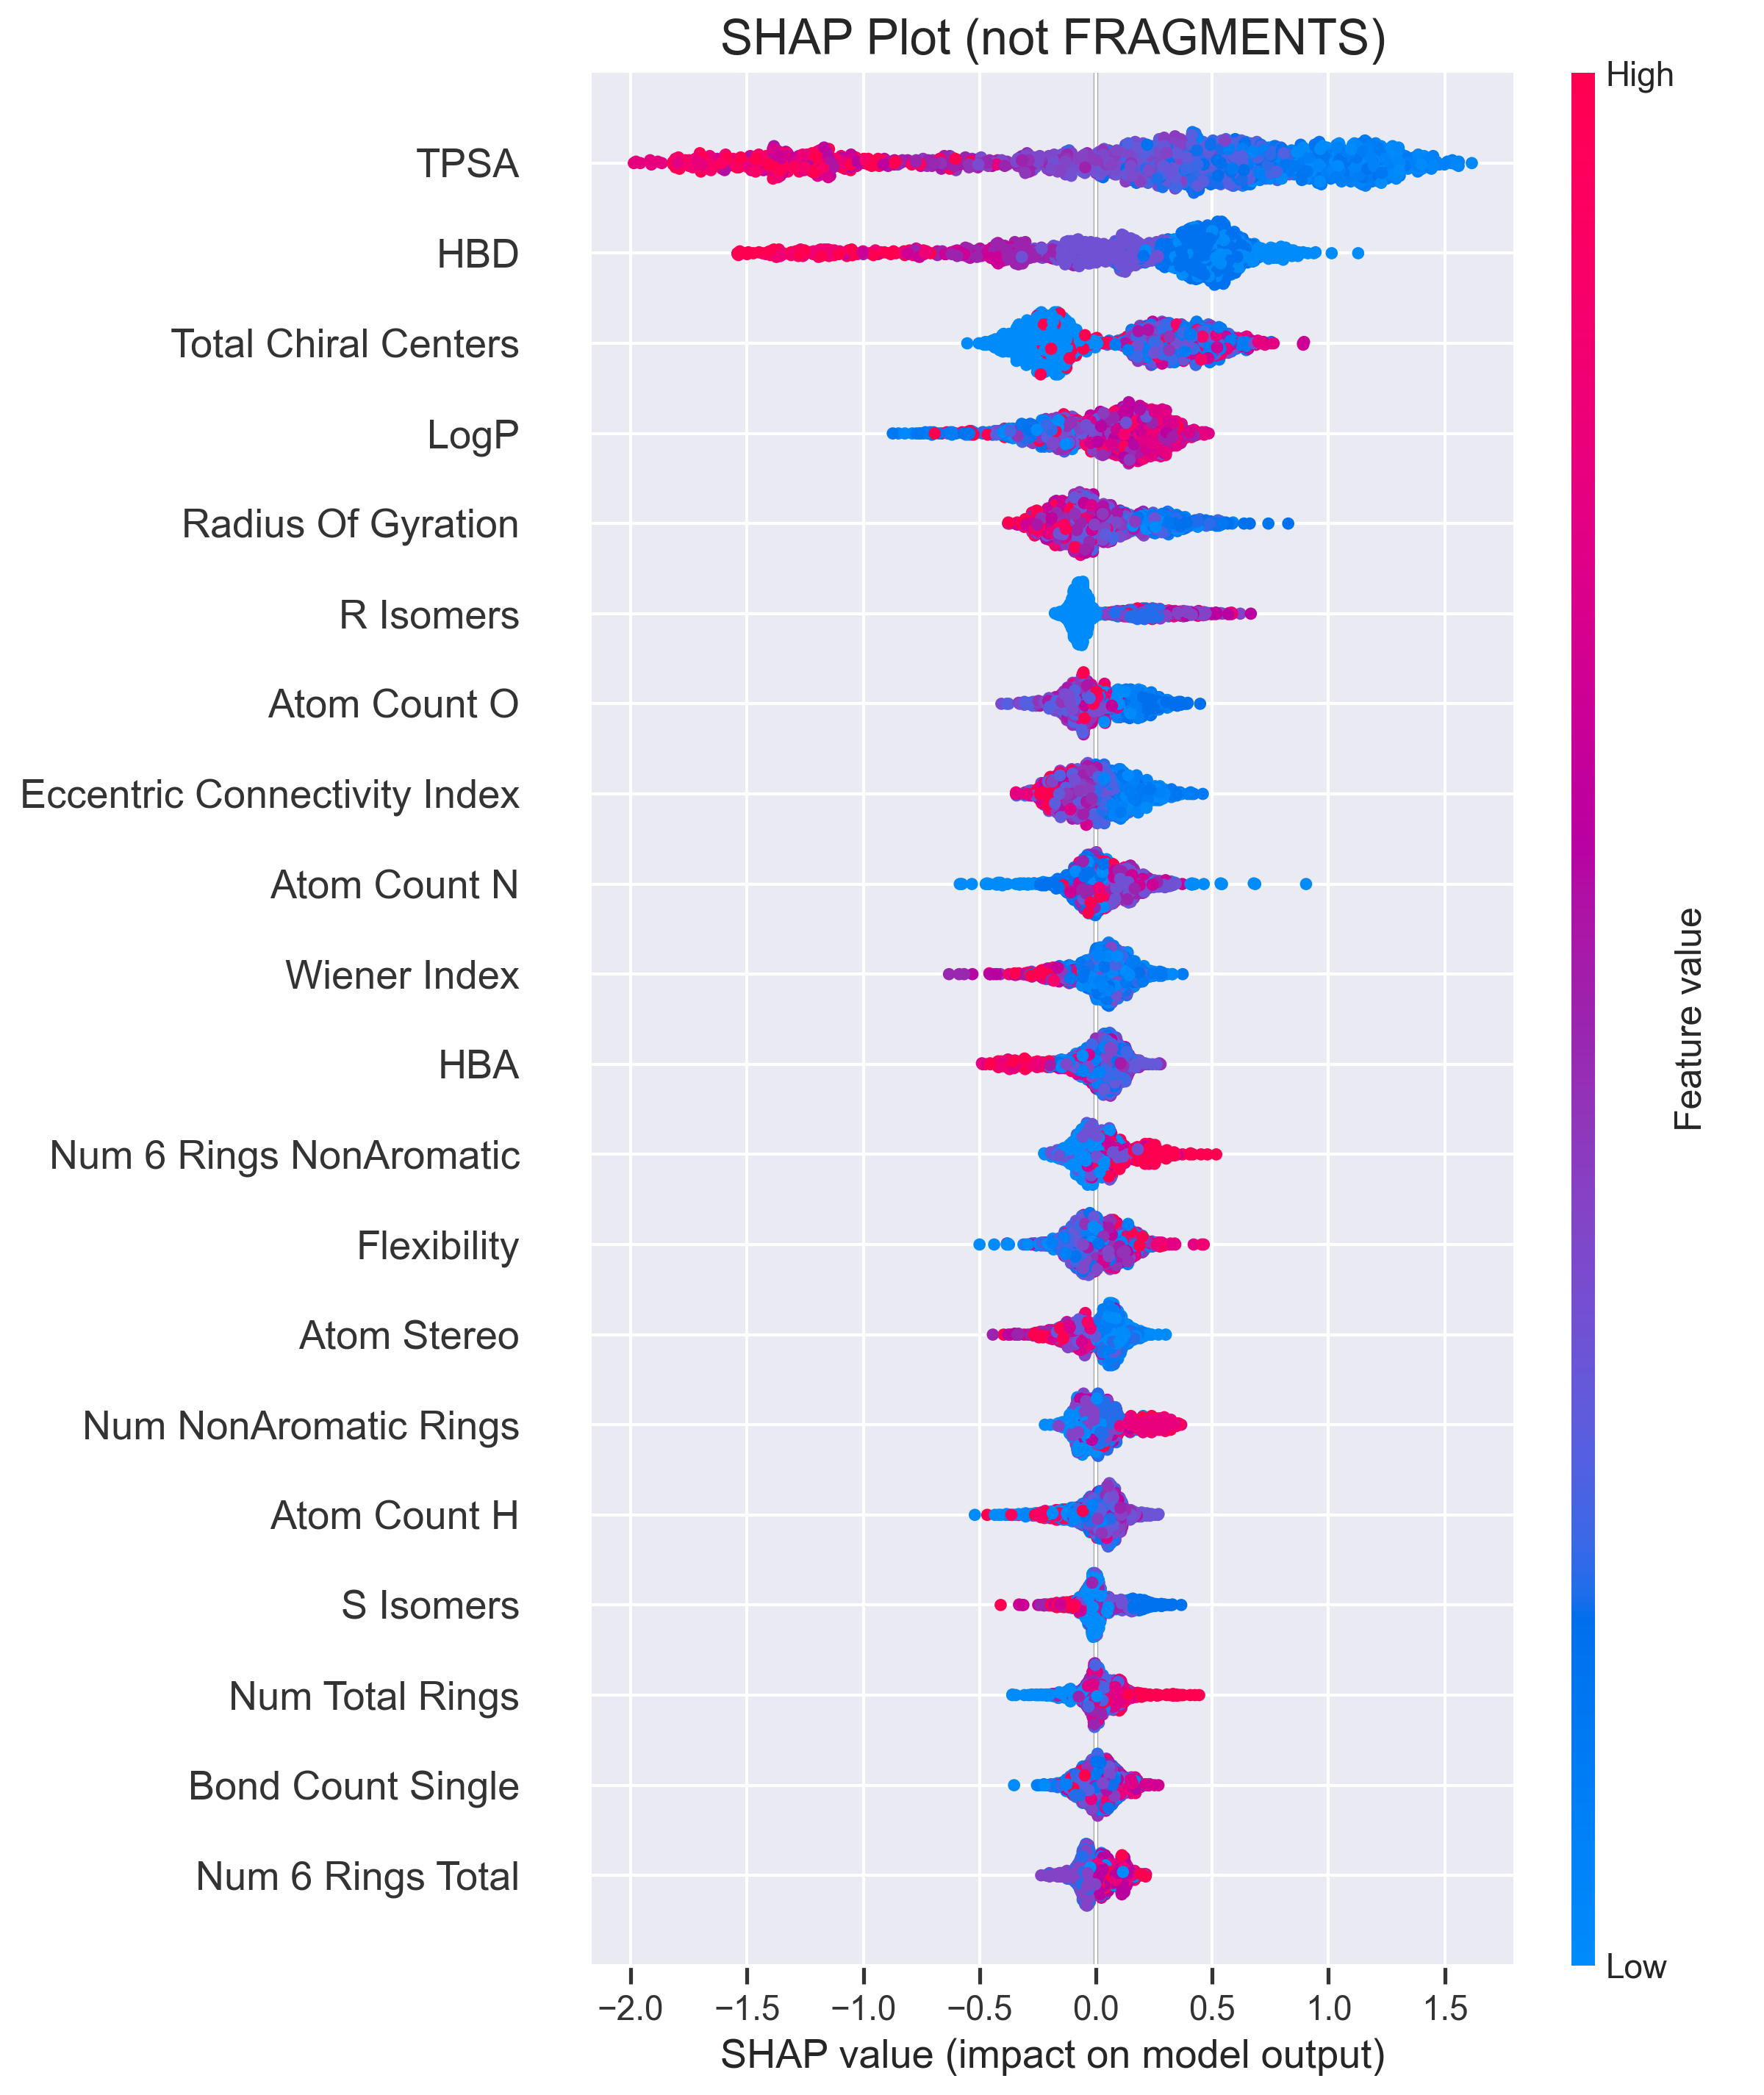 SHAP Plot (not FRAGMENTS)
High
TPSA
HBD
Total Chiral Centers
LogP
Radius Of Gyration
R Isomers
Atom Count O
Eccentric Connectivity Index
Atom Count N
Wiener Index
HBA
Num 6 Rings NonAromatic
Flexibility
Atom Stereo
Num NonAromatic Rings
Atom Count H
S Isomers
Num Total Rings
Bond Count Single
Num 6 Rings Total
Feature value
Low
−2.0 −1.5 −1.0 −0.5 0.0 0.5 1.0 1.5
SHAP value (impact on model output)